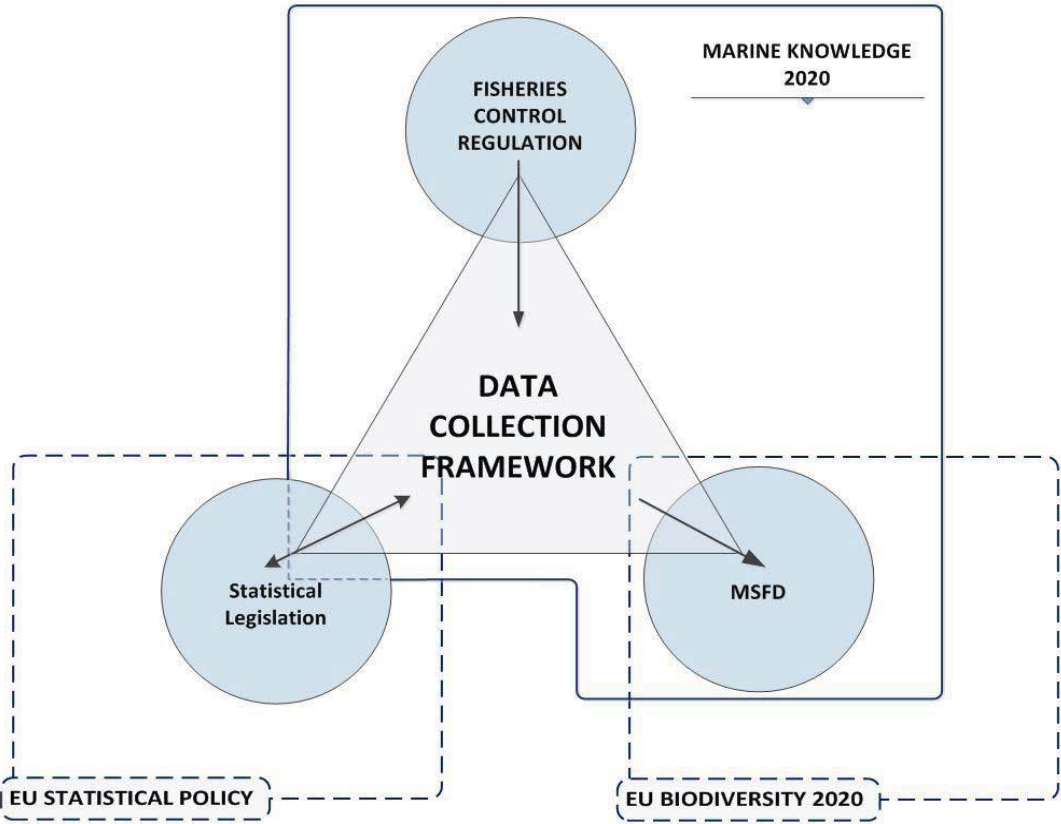 MARINE KNOWLEDGE
2020
FISHERIES
CONTROL
REGULATION
DATA
COLLECTION
FRAMEWORK
Statistical
Legislation
MSFD
EU STATISTICAL POLICY
EU BIODIVERSITY 2020